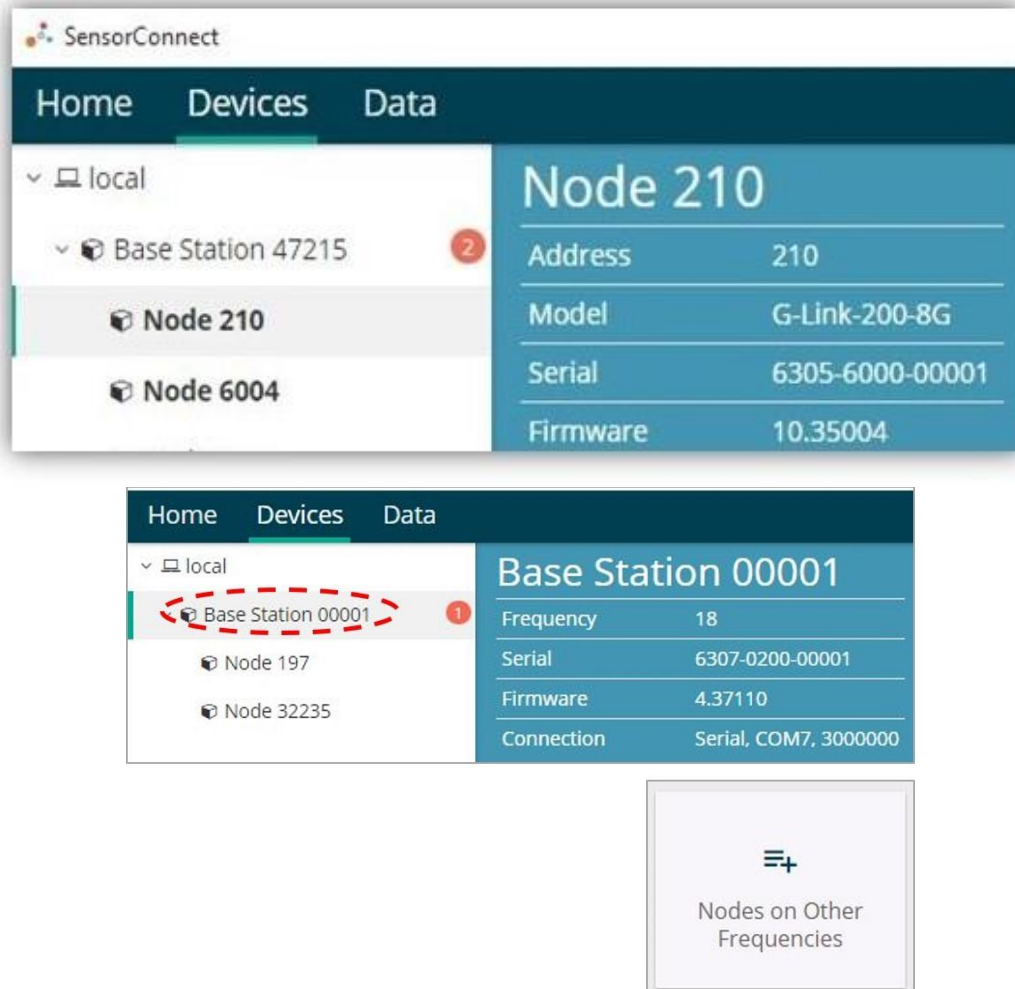 SensorConnect
Home Devices Data
local
Base Station 47215 2
Node 210
Node 6004
Node 210
Address 210
Model G-Link-200-8G
Serial 6305-6000-00001
Firmware 10.35004
Home Devices Data
local
Base Station 00001 1
Node 197
Node 32235
Base Station 00001
Frequency 18
Serial 6307-0200-00001
Firmware 4.37110
Connection Serial, COM7, 3000000
Nodes on Other
Frequencies